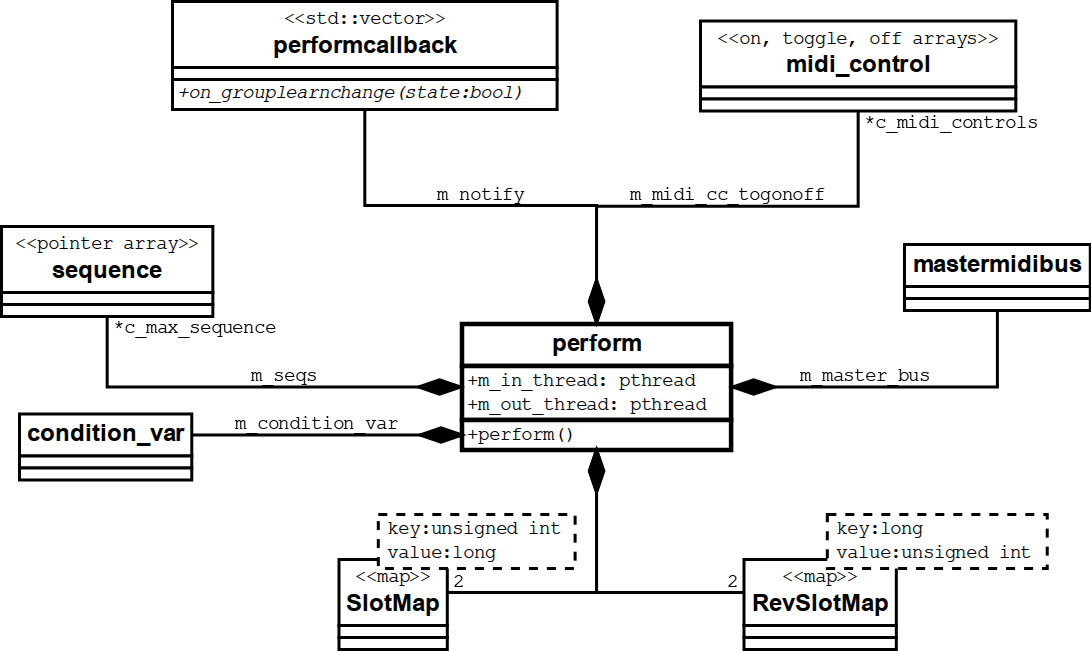 <<std::vector>>
performcallback
+on_grouplearnchange(state:bool)
<<on, toggle, off arrays>>
midi_control
*c_midi_controls
m_notify
m_midi_cc_togonoff
<<pointer array>>
sequence
*c_max_sequence
m_seqs
mastermidibus
m_master_bus
perform
+m_in_thread: pthread
+m_out_thread: pthread
+perform()
condition_var
m_condition_var
key:unsigned int
value:long
<<map>>
SlotMap
2
key:long
value:unsigned int
<<map>>
RevSlotMap
2